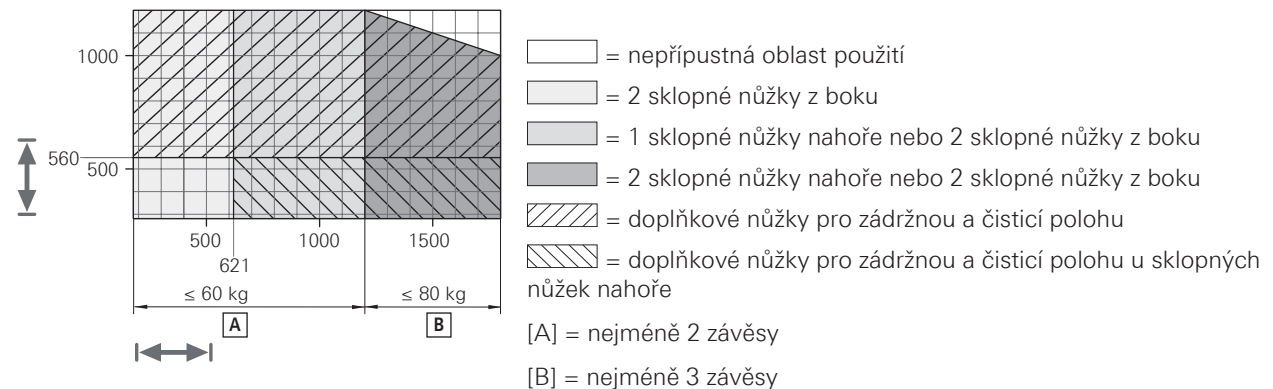 1000
560
500
500
1000
1500
621
≤ 60 kg
≤ 80 kg
A
B
= nepřípustná oblast použití
= 2 sklopné nůžky z boku
= 1 sklopné nůžky nahoře nebo 2 sklopné nůžky z boku
= 2 sklopné nůžky nahoře nebo 2 sklopné nůžky z boku
= doplňkové nůžky pro zádržnou a čisticí polohu
= doplňkové nůžky pro zádržnou a čisticí polohu u sklopných
nůžek nahoře
[A] = nejméně 2 závěsy
[B] = nejméně 3 závěsy